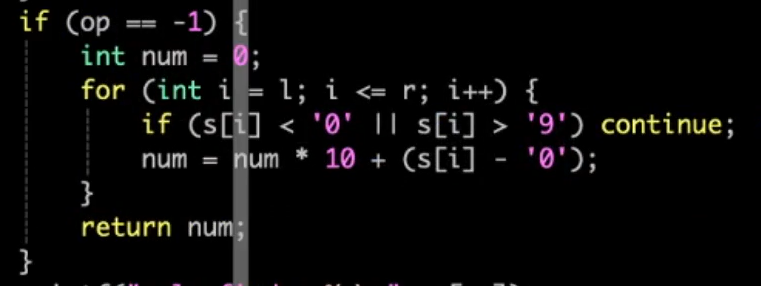 if (op == -1) {
int num = 0;
for (int i = l; i <= r; i++) {
if (s[i] < '0' || s[i] > '9') continue;
num = num * 10 + (s[i] - '0');
}
return num;
}